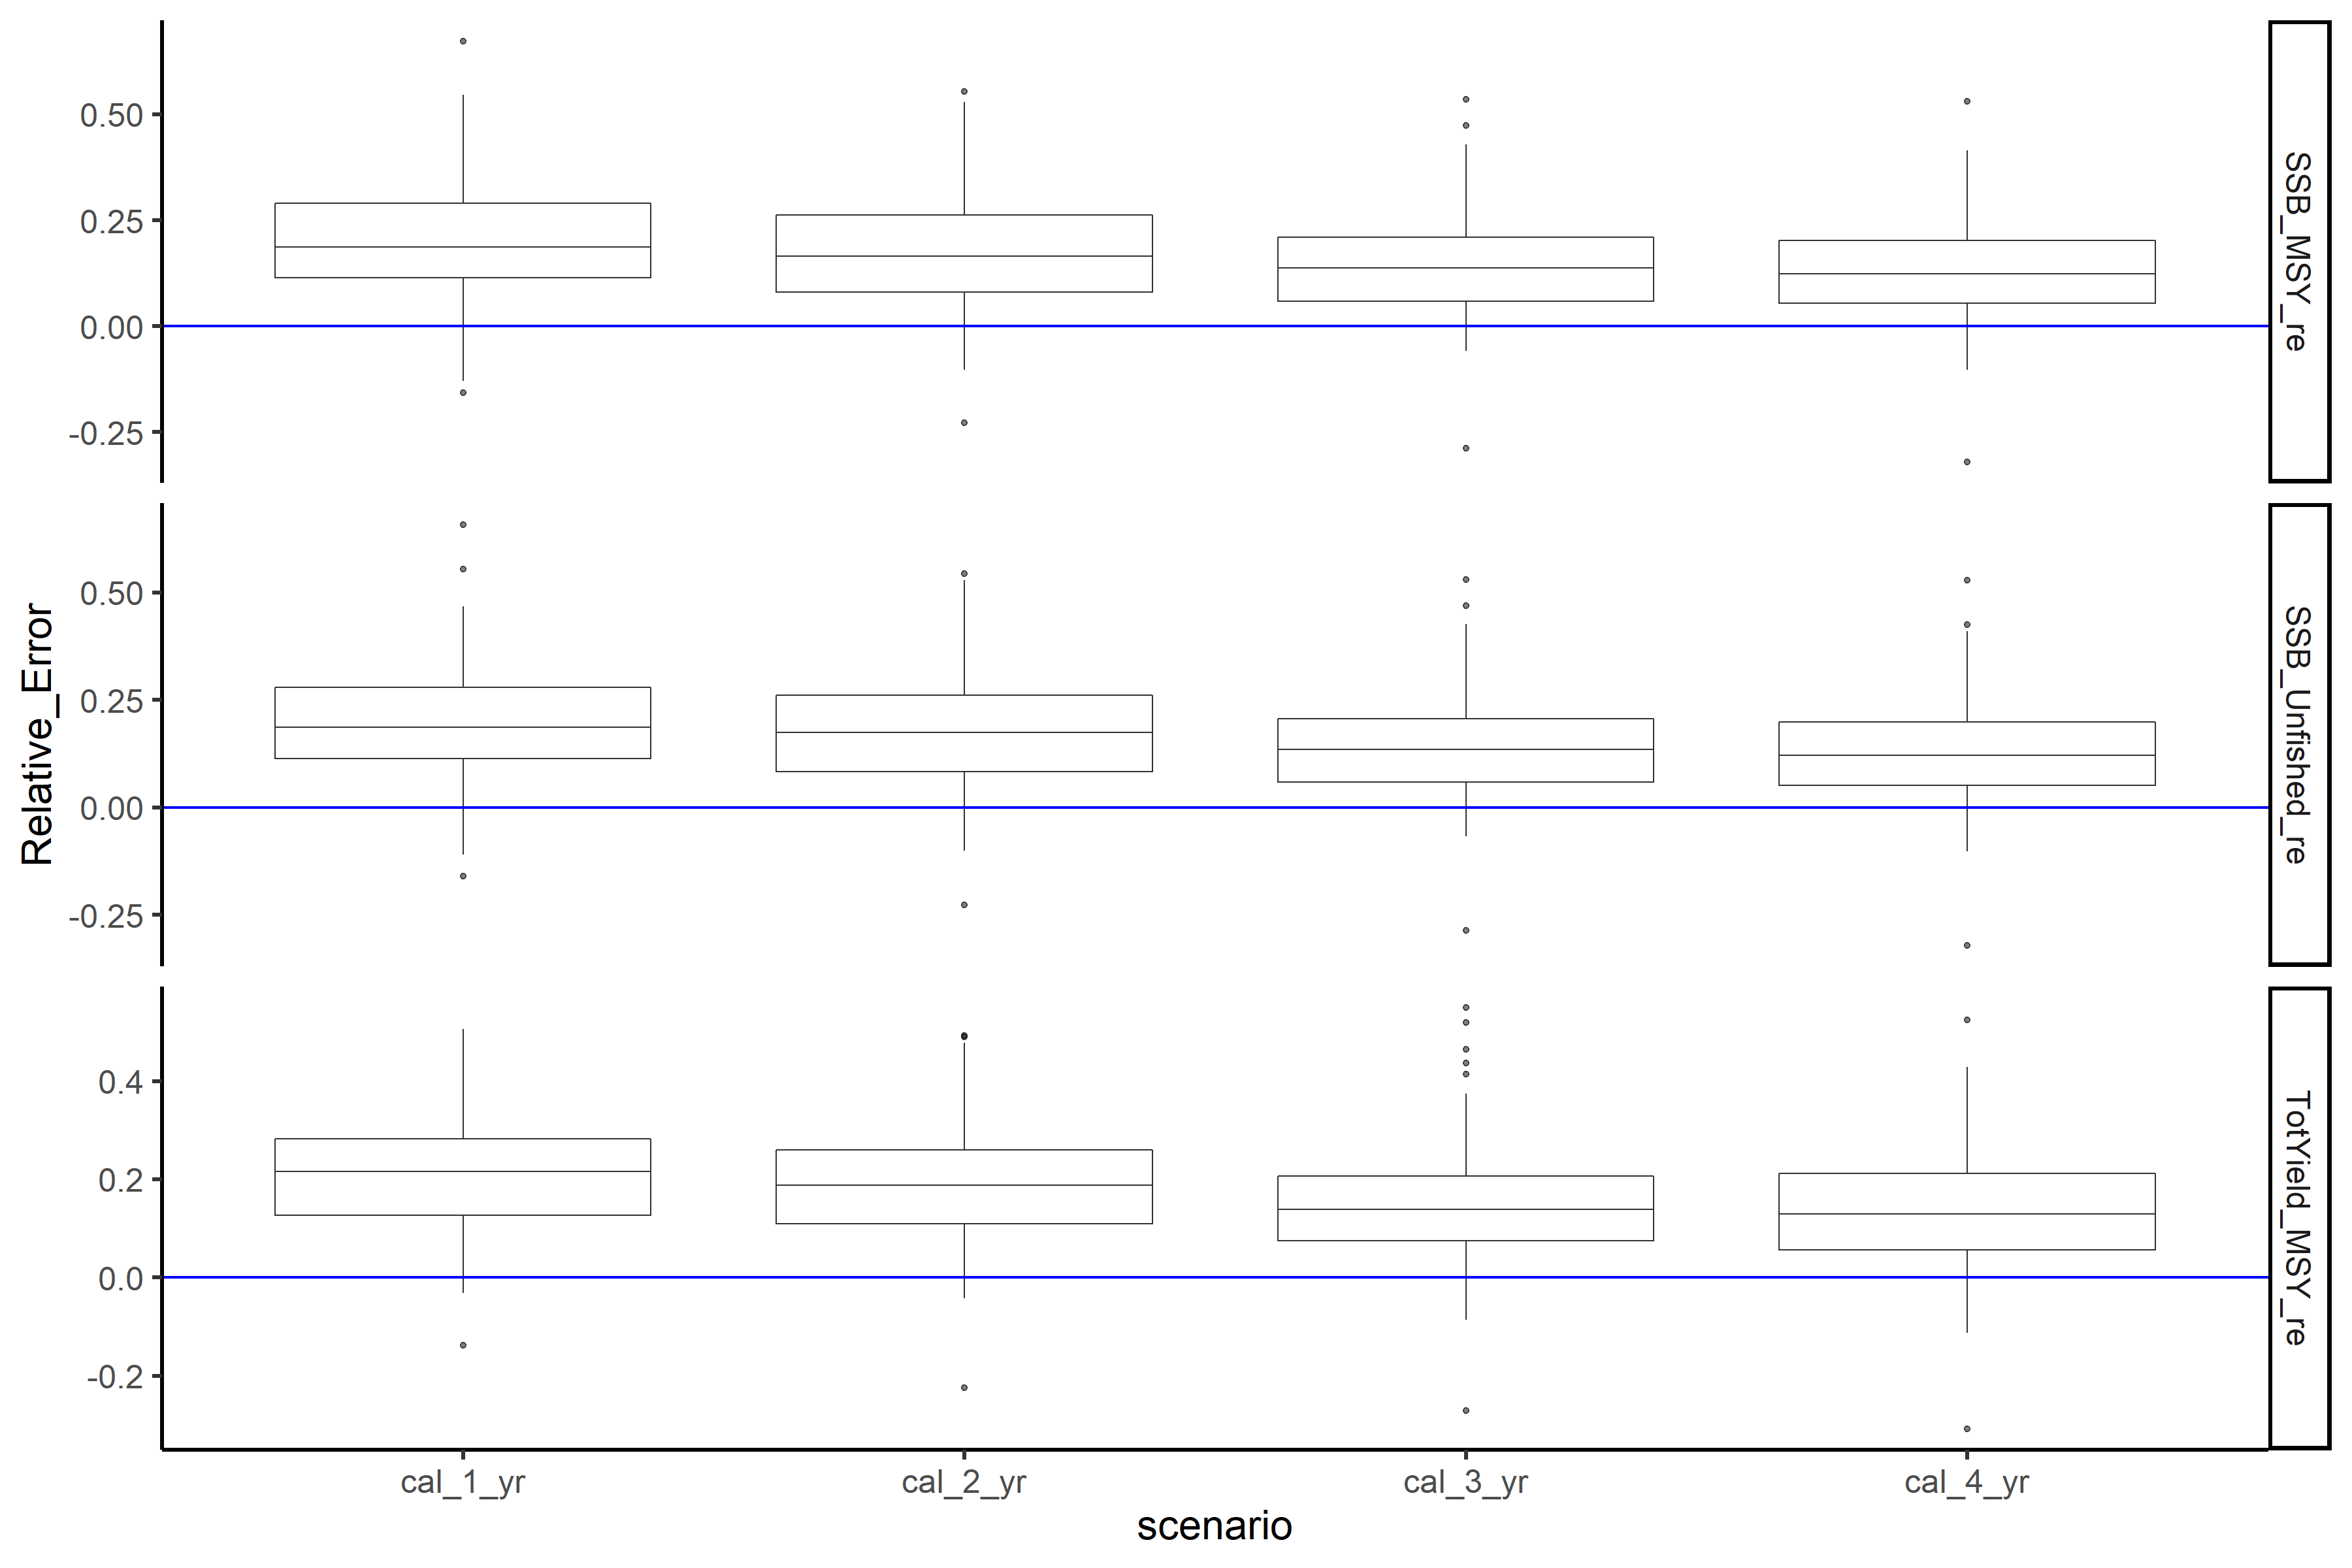 0.50
0.25
0.00
-0.25
SSB_MSY_re
0.50
0.25
0.00
-0.25
SSB_Unfished_re
0.4
0.2
0.0
-0.2
TotYield_MSY_re
Relative_Error
cal_1_yr
cal_2_yr
cal_3_yr
cal_4_yr
scenario